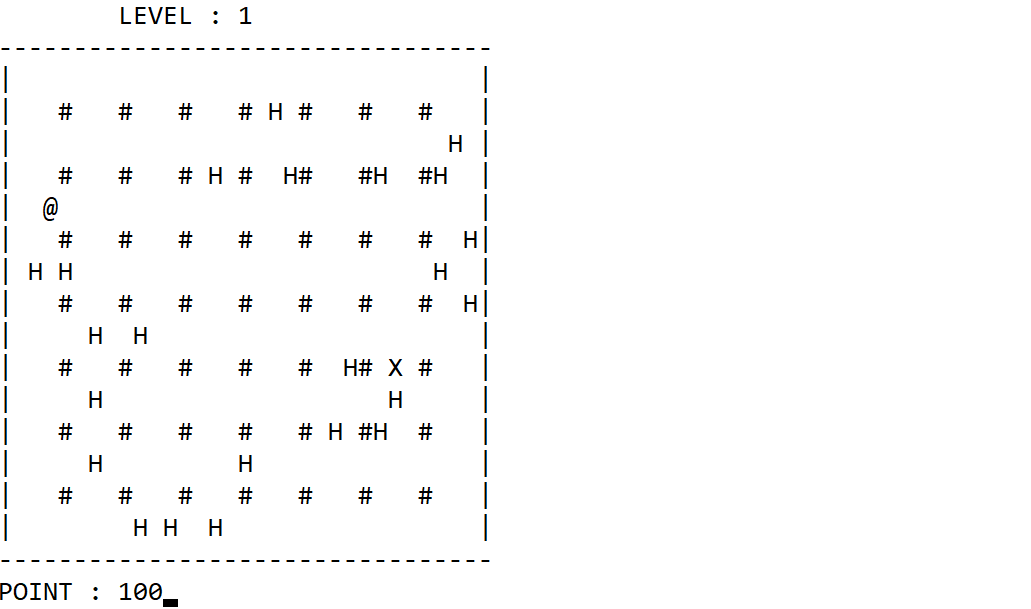 LEVEL : 1
---------------------------------
|                               |
|   #   #   #   # H #   #   #   |
|                             H |
|   #   #   # H #  H#   #H  #H  |
|  @                            |
|   #   #   #   #   #   #   #  H|
| H H                        H  |
|   #   #   #   #   #   #   #  H|
|     H  H                      |
|   #   #   #   #   #  H# X #   |
|     H                   H     |
|   #   #   #   #   # H #H  #   |
|     H         H               |
|   #   #   #   #   #   #   #   |
|        H H  H                 |
---------------------------------
POINT : 100